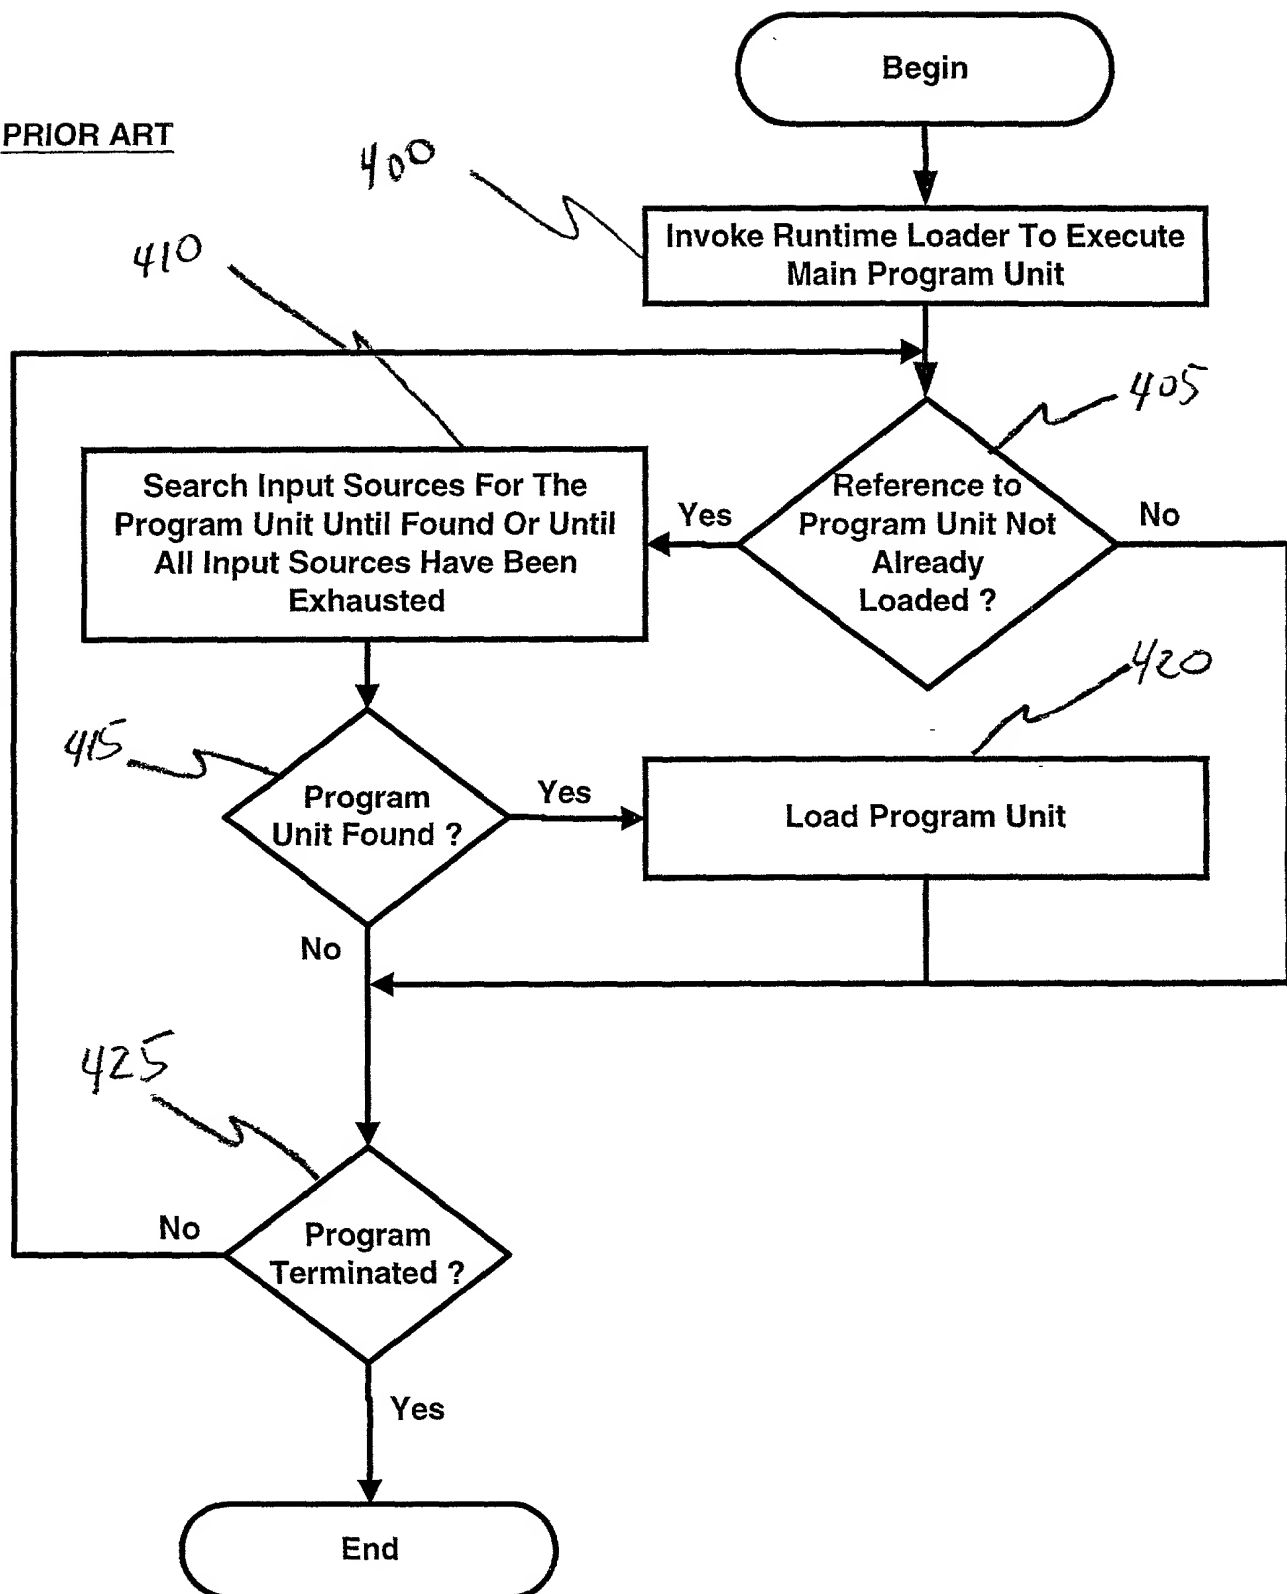 Begin
PRIOR ART
400
Invoke Runtime Loader To Execute
Main Program Unit
410
405
Search Input Sources For The
Program Unit Until Found Or Until
All Input Sources Have Been
Exhausted
Yes
Reference to
Program Unit Not
Already
Loaded ?
No
420
415
Program
Unit Found ?
Yes
Load Program Unit
No
425
No
Program
Terminated ?
Yes
End